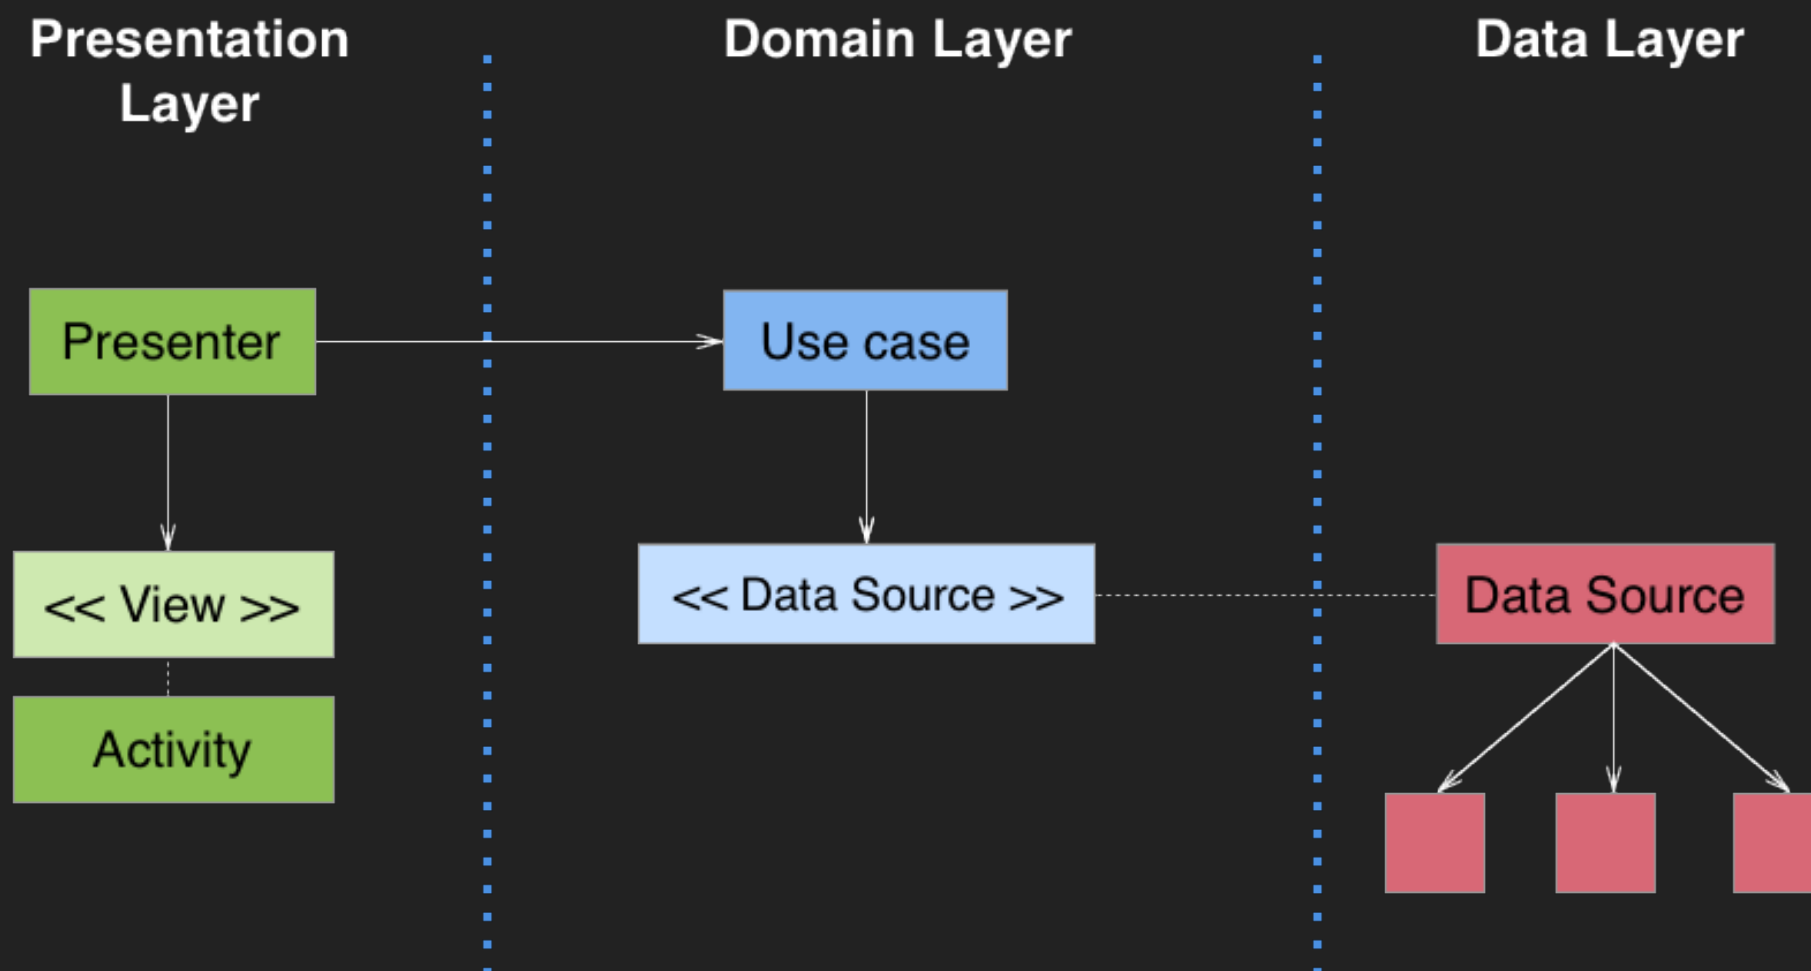 Presentation
Layer
Domain Layer
Data Layer
Presenter
Use case
<< View >>
<< Data Source >>
Data Source
Activity